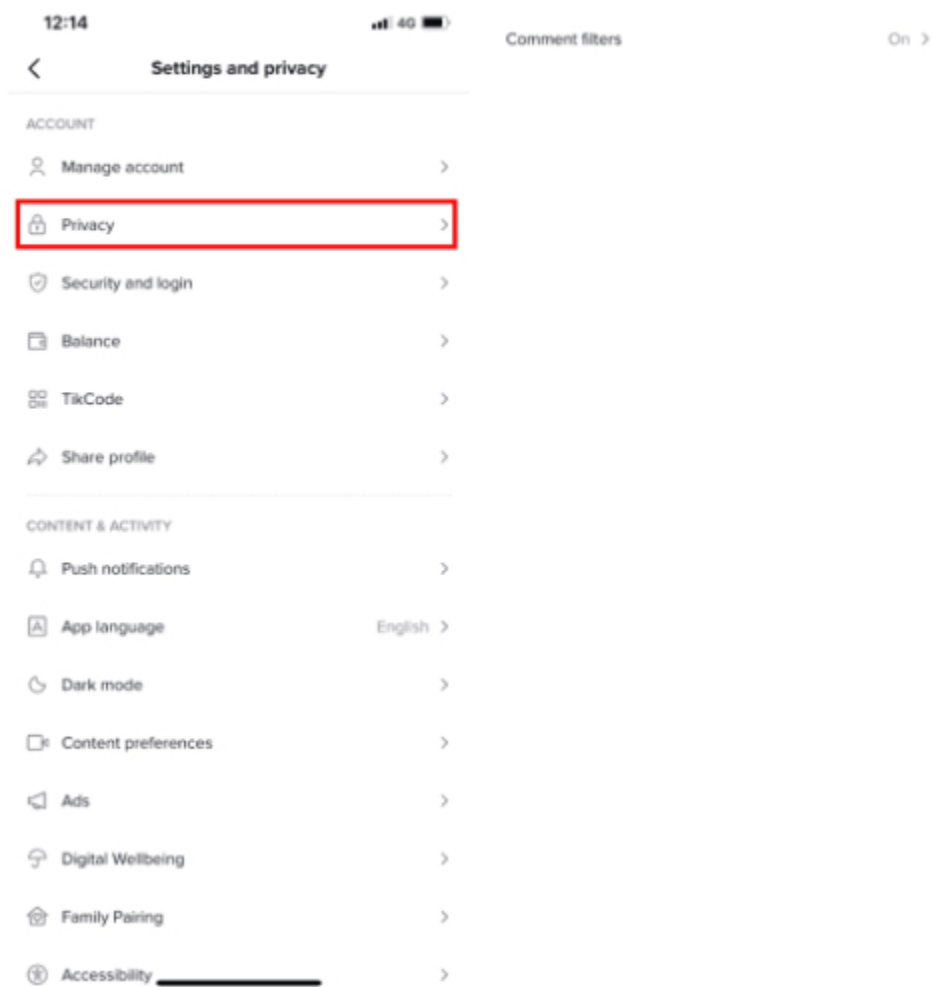 12:14
4G
Settings and privacy
ACCOUNT
Manage account
Privacy
Security and login
Balance
TikCode
Share profile
CONTENT & ACTIVITY
Push notifications
App language English
Dark mode
Content preferences
Ads
Digital Wellbeing
Family Pairing
Accessibility
Comment filters On